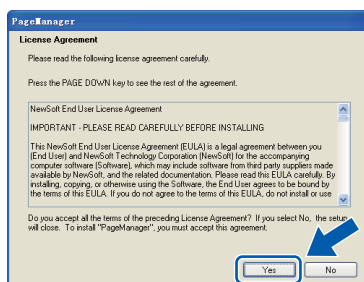 PageManager
License Agreement
Please read the following license agreement carefully.
Press the PAGE DOWN key to see the rest of the agreement.
NewSoft End User License Agreement
IMPORTANT - PLEASE READ CAREFULLY BEFORE INSTALLING
This NewSoft End User License Agreement (EULA) is a legal agreement between you
(End User) and NewSoft Technology Corporation (NewSoft) for the accompanying
computer software (Software), which may include software from third party suppliers made
available by NewSoft, and the related documentation. Please read this EULA carefully. By
installing, copying, or otherwise using the Software, the End User agrees to be bound by
the terms of this EULA. If you do not agree to the terms of this EULA, do not install or use
Do you accept all the terms of the preceding License Agreement? If you select No, the setup
will close. To install "PageManager", you must accept this agreement.
Yes
No